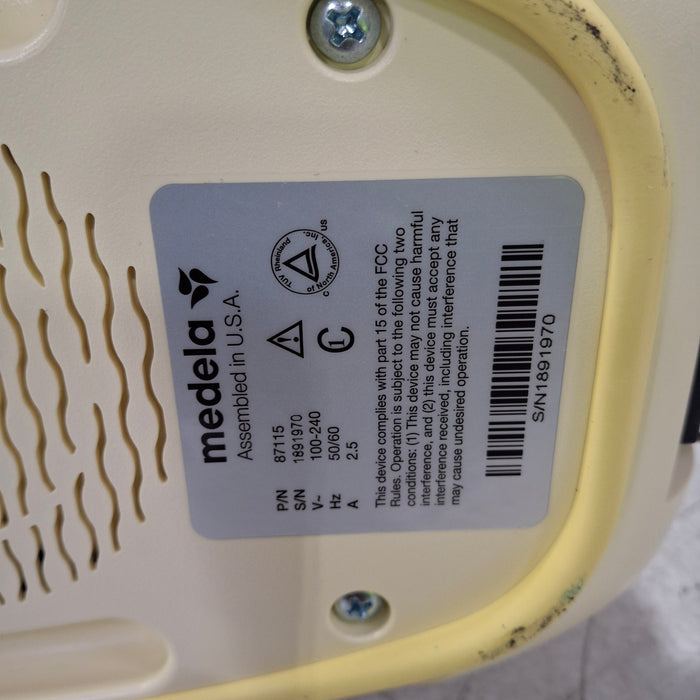 medela
Assembled in U.S.A.
P/N 87115
S/N 1891970
V~ 100-240
Hz 50/60
A 2.5
TUV Rheinland
of North America, Inc.
c us
This device complies with part 15 of the FCC
Rules. Operation is subject to the following two
conditions: (1) This device may not cause harmful
interference, and (2) this device must accept any
interference received, including interference that
may cause undesired operation.
S/N1891970